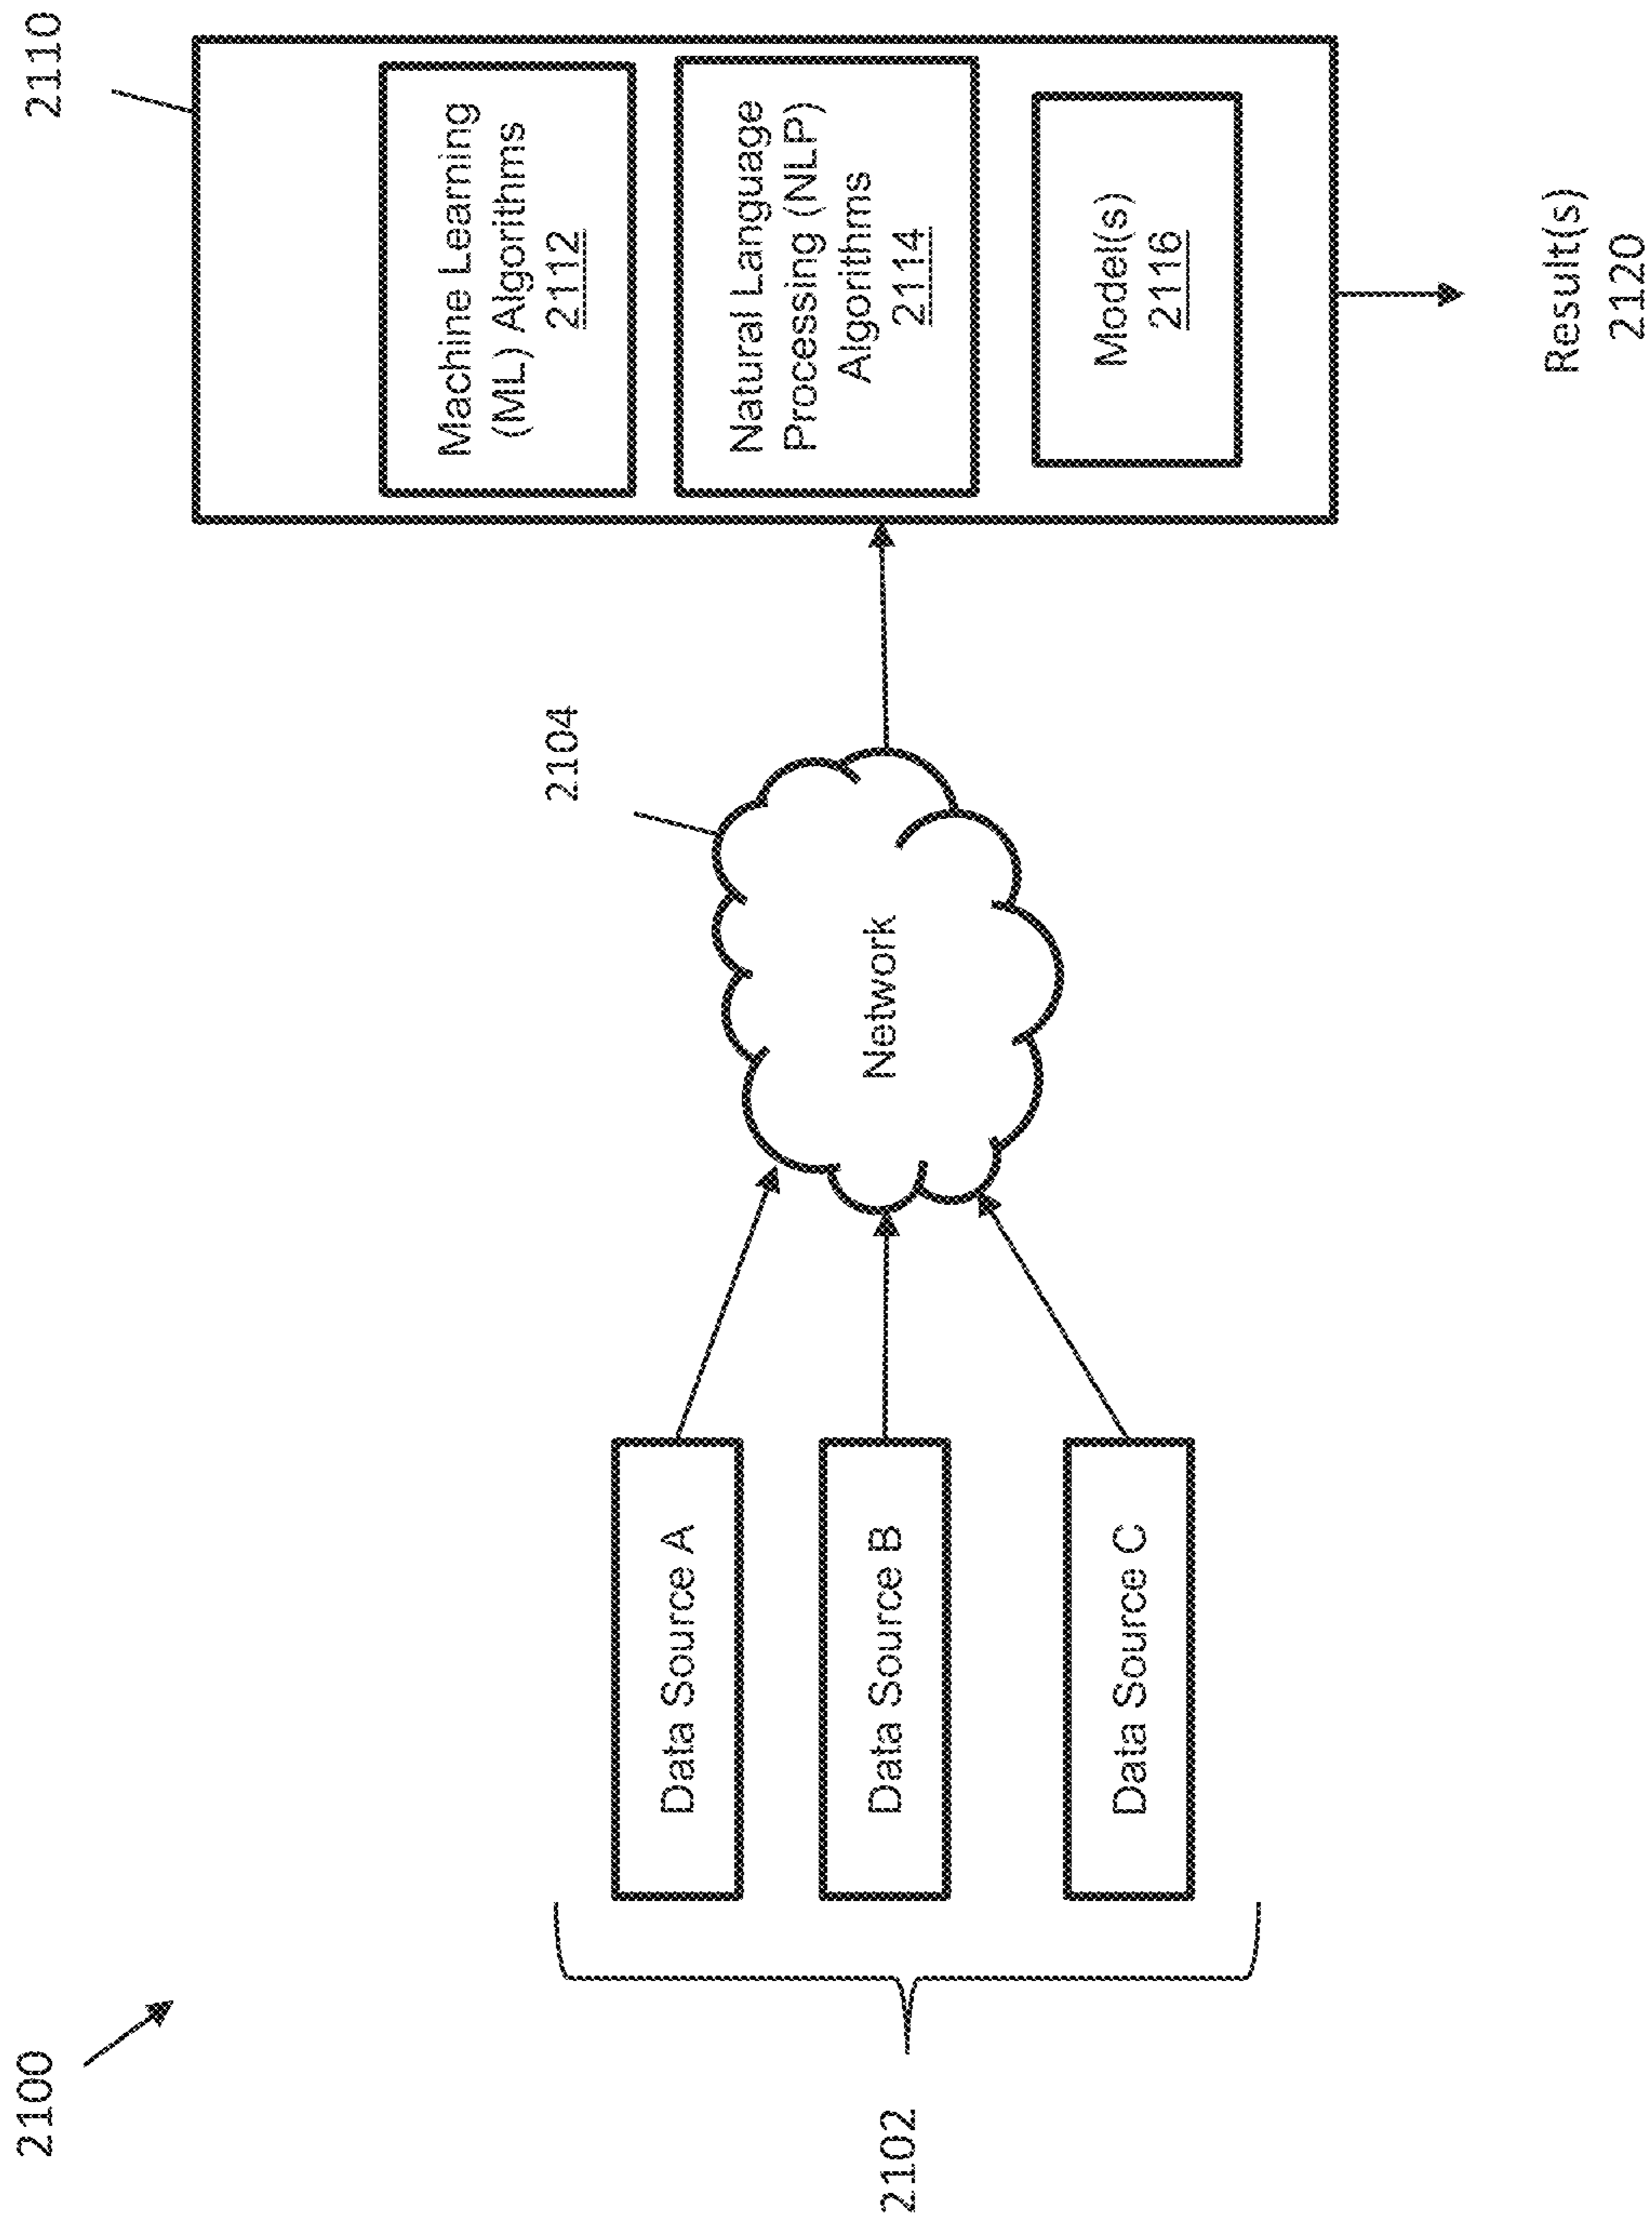 2100
2102
Data Source A
Data Source B
Data Source C
2104
Network
2110
Machine Learning
(ML) Algorithms
2112
Natural Language
Processing (NLP)
Algorithms
2114
Model(s)
2116
Result(s)
2120